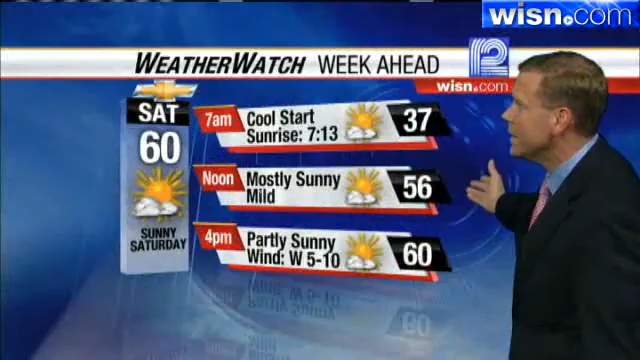 wisn.com
WEATHERWATCH WEEK AHEAD
12
wisn.com
SAT
60
SUNNY
SATURDAY
7am
Cool Start
Sunrise: 7:13
37
Noon
Mostly Sunny
Mild
56
4pm
Partly Sunny
Wind: W 5-10
60